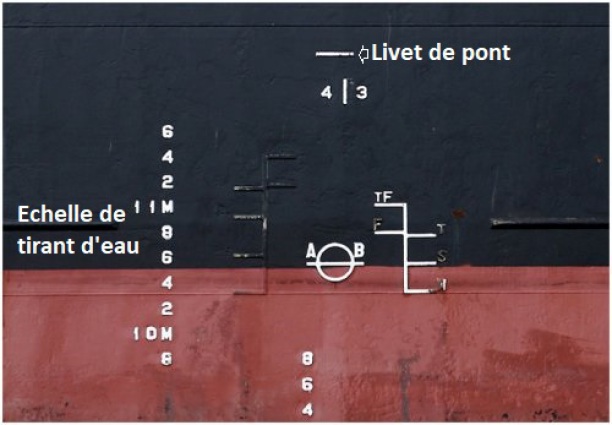 Livet de pont
4 3
6
4
2
11M
8
6
4
2
10M
8
Echelle de
tirant d'eau
A B
TF
F
T
S
8
6
4